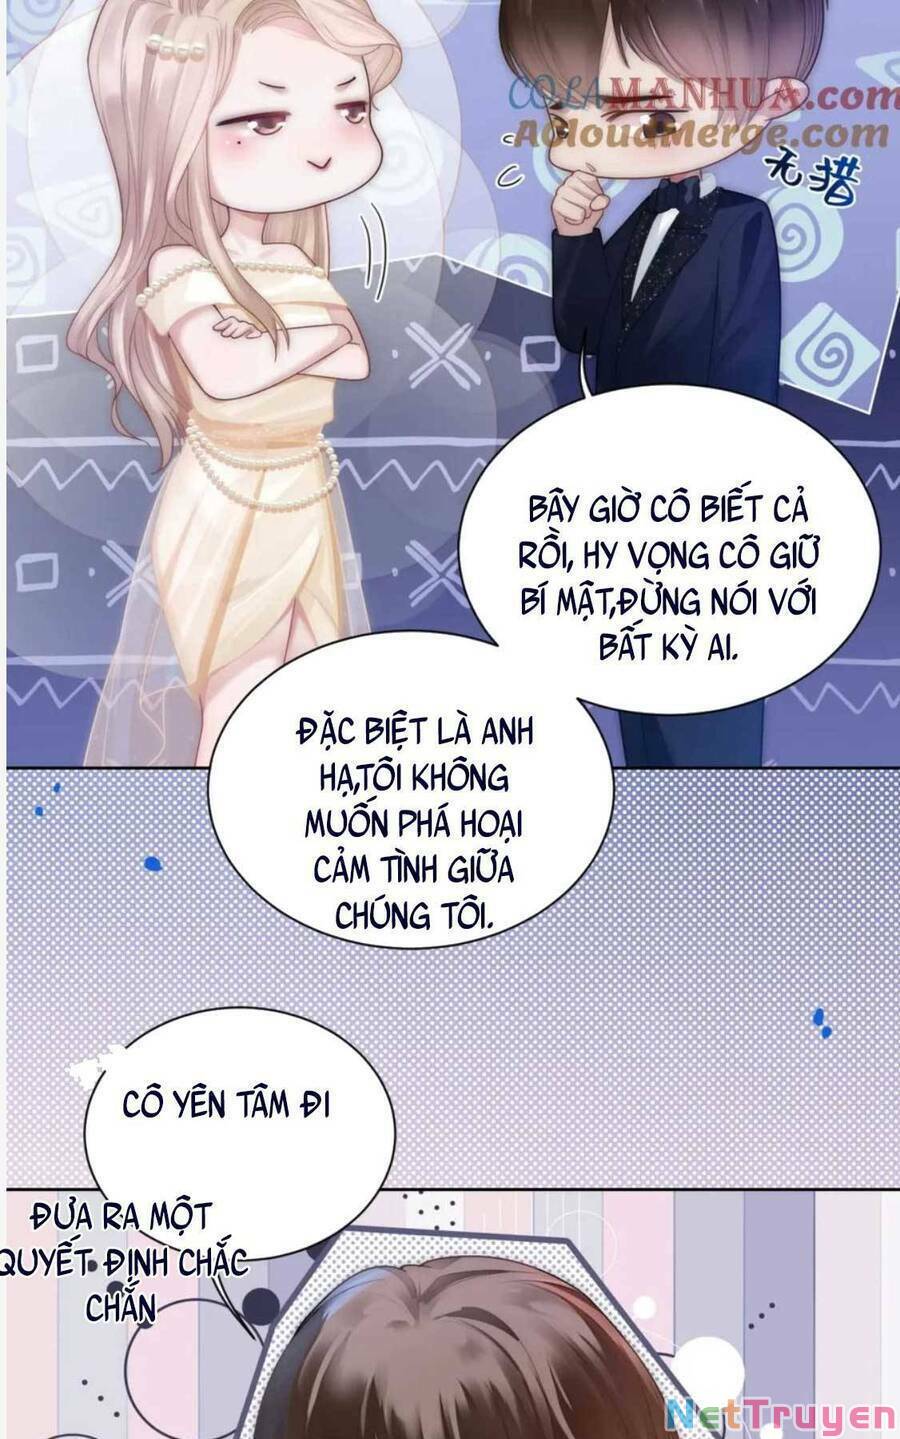 COLAMANHUA.com
AcloudMerge.com
无措
BÂY GIỜ CÔ BIẾT CẢ
RỒI, HY VỌNG CÔ GIỮ
BÍ MẬT,ĐỪNG NÓI VỚI
BẤT KỲ AI.
ĐẶC BIỆT LÀ ANH
HẠ,TÔI KHÔNG
MUỐN PHÁ HOẠI
CẢM TÌNH GIỮA
CHÚNG TÔI.
CÔ YÊN TÂM ĐI
ĐƯA RA MỘT
QUYẾT ĐỊNH CHẮC
CHẮN
NetTruyen